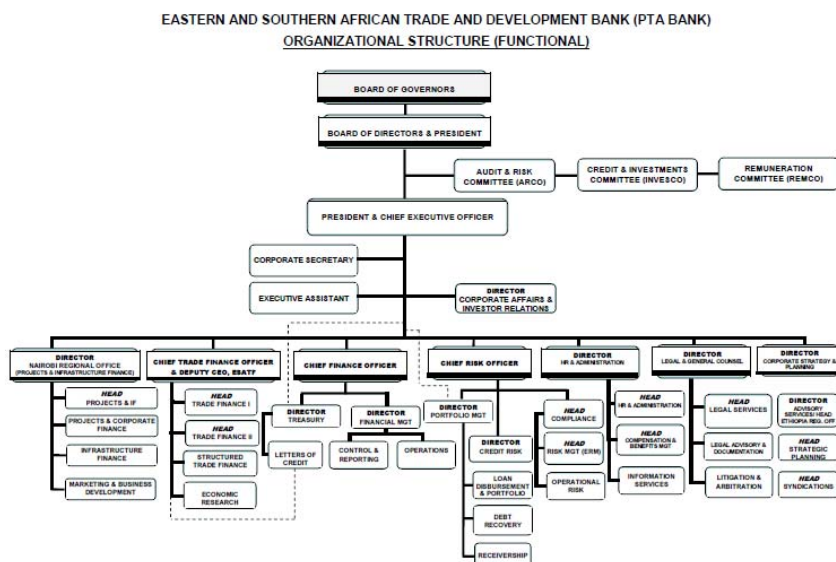 EASTERN AND SOUTHERN AFRICAN TRADE AND DEVELOPMENT BANK (PTA BANK)
ORGANIZATIONAL STRUCTURE (FUNCTIONAL)
BOARD OF GOVERNORS
BOARD OF DIRECTORS & PRESIDENT
AUDIT & RISK
COMMITTEE (ARCO)
CREDIT & INVESTMENTS
COMMITTEE (INVESCO)
REMUNERATION
COMMITTEE (REMCO)
PRESIDENT & CHIEF EXECUTIVE OFFICER
CORPORATE SECRETARY
EXECUTIVE ASSISTANT
DIRECTOR
CORPORATE AFFAIRS &
INVESTOR RELATIONS
DIRECTOR
NAIROBI REGIONAL OFFICE
(PROJECTS & INFRASTRUCTURE FINANCE)
HEAD
PROJECTS & IF
PROJECTS & CORPORATE
FINANCE
INFRASTRUCTURE
FINANCE
MARKETING & BUSINESS
DEVELOPMENT
CHIEF TRADE FINANCE OFFICER
& DEPUTY CEO, ESATF
HEAD
TRADE FINANCE I
HEAD
TRADE FINANCE II
STRUCTURED
TRADE FINANCE
ECONOMIC
RESEARCH
CHIEF FINANCE OFFICER
DIRECTOR
TREASURY
LETTERS OF
CREDIT
DIRECTOR
FINANCIAL MGT
CONTROL &
REPORTING
OPERATIONS
CHIEF RISK OFFICER
DIRECTOR
PORTFOLIO MGT
DIRECTOR
CREDIT RISK
LOAN
DISBURSEMENT
& PORTFOLIO
DEBT
RECOVERY
RECEIVERSHIP
HEAD
COMPLIANCE
HEAD
RISK MGT (ERM)
OPERATIONAL
RISK
DIRECTOR
HR & ADMINISTRATION
HEAD
HR & ADMINISTRATION
HEAD
COMPENSATION &
BENEFITS MGT
INFORMATION
SERVICES
DIRECTOR
LEGAL & GENERAL COUNSEL
HEAD
LEGAL SERVICES
LEGAL ADVISORY &
DOCUMENTATION
LITIGATION &
ARBITRATION
DIRECTOR
CORPORATE STRATEGY &
PLANNING
DIRECTOR
ADVISORY
SERVICES/ HEAD
ETHIOPIA REG. OFF
HEAD
STRATEGIC
PLANNING
HEAD
SYNDICATIONS